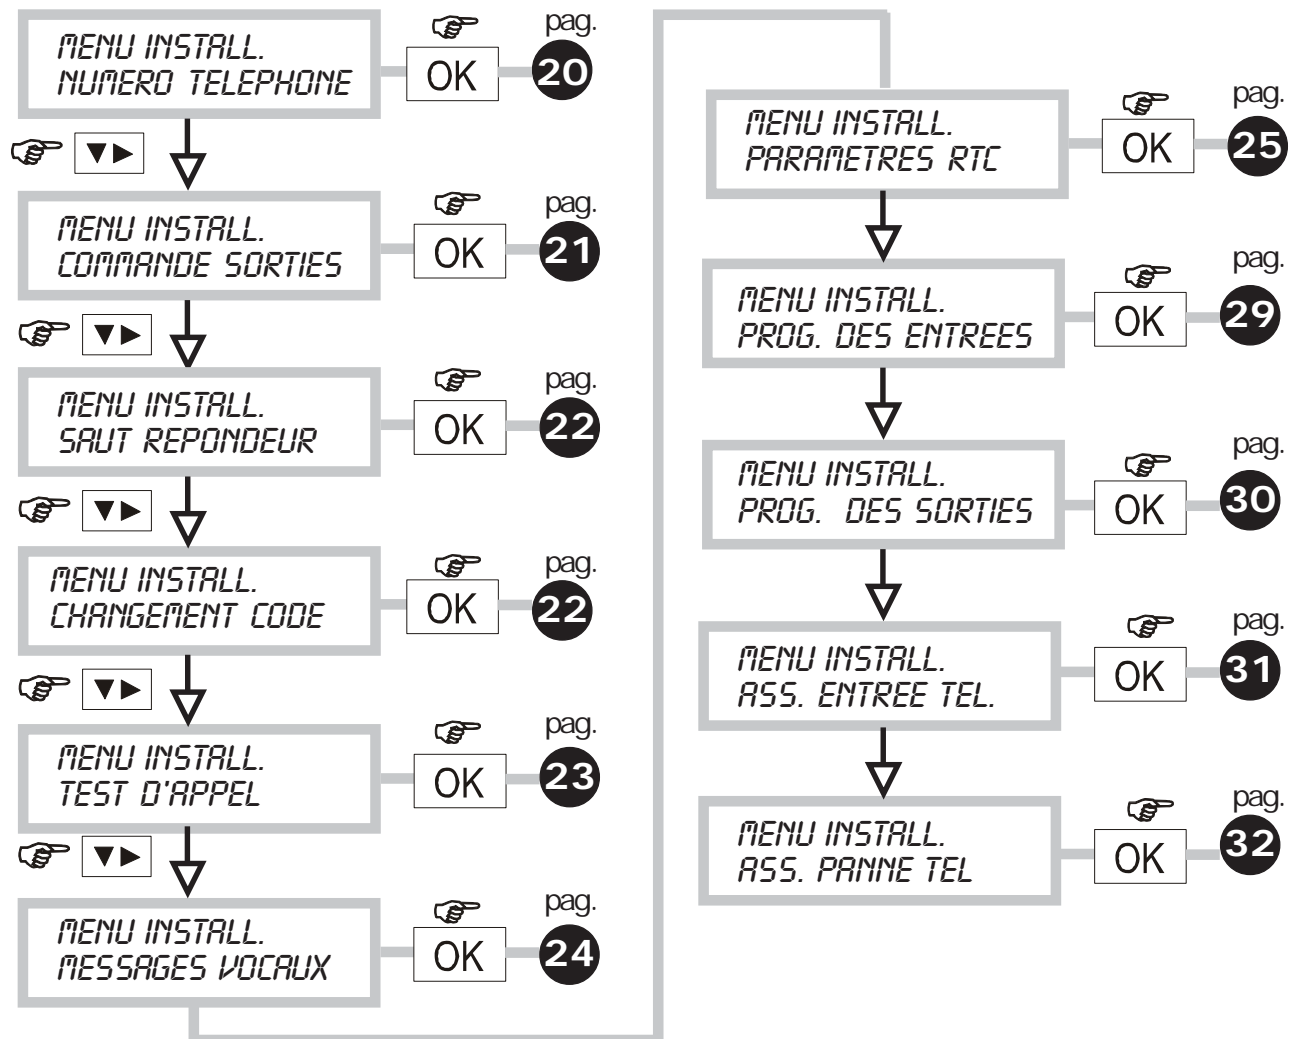 MENU INSTALL.
NUMERO TELEPHONE
OK
pag.
20
MENU INSTALL.
COMMANDE SORTIES
OK
pag.
21
MENU INSTALL.
SAUT REPONDEUR
OK
pag.
22
MENU INSTALL.
CHANGEMENT CODE
OK
pag.
22
MENU INSTALL.
TEST D'APPEL
OK
pag.
23
MENU INSTALL.
MESSAGES VOCAUX
OK
pag.
24
MENU INSTALL.
PARAMETRES RTC
OK
pag.
25
MENU INSTALL.
PROG. DES ENTREES
OK
pag.
29
MENU INSTALL.
PROG. DES SORTIES
OK
pag.
30
MENU INSTALL.
ASS. ENTREE TEL.
OK
pag.
31
MENU INSTALL.
ASS. PANNE TEL
OK
pag.
32